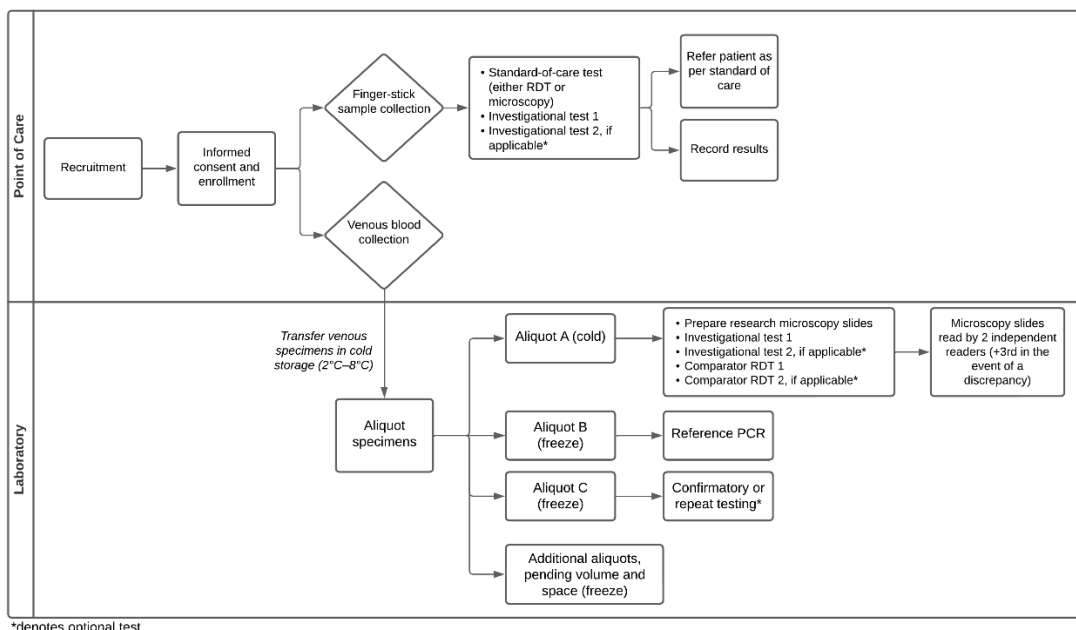 Point of Care
Recruitment
Informed
consent and
enrollment
Finger-stick
sample collection
• Standard-of-care test
(either RDT or
microscopy)
• Investigational test 1
• Investigational test 2, if
applicable*
Refer patient as
per standard of
care
Record results
Venous blood
collection
Laboratory
Transfer venous
specimens in cold
storage (2°C–8°C)
Aliquot
specimens
Aliquot A (cold)
• Prepare research microscopy slides
• Investigational test 1
• Investigational test 2, if applicable*
• Comparator RDT 1
• Comparator RDT 2, if applicable*
Microscopy slides
read by 2 independent
readers (+3rd in the
event of a
discrepancy)
Aliquot B
(freeze)
Reference PCR
Aliquot C
(freeze)
Confirmatory or
repeat testing*
Additional aliquots,
pending volume and
space (freeze)
*denotes optional test